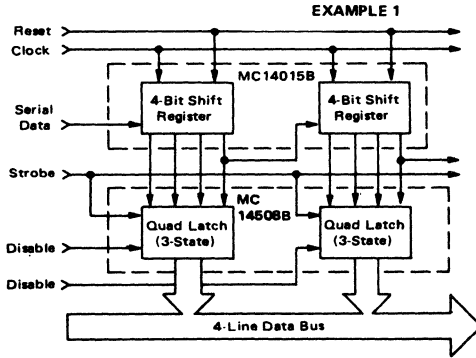 EXAMPLE 1
Reset
Clock
MC14015B
4-Bit Shift
Register
4-Bit Shift
Register
Serial
Data
Strobe
MC
14508B
Quad Latch
(3-State)
Quad Latch
(3-State)
Disable
Disable
4-Line Data Bus